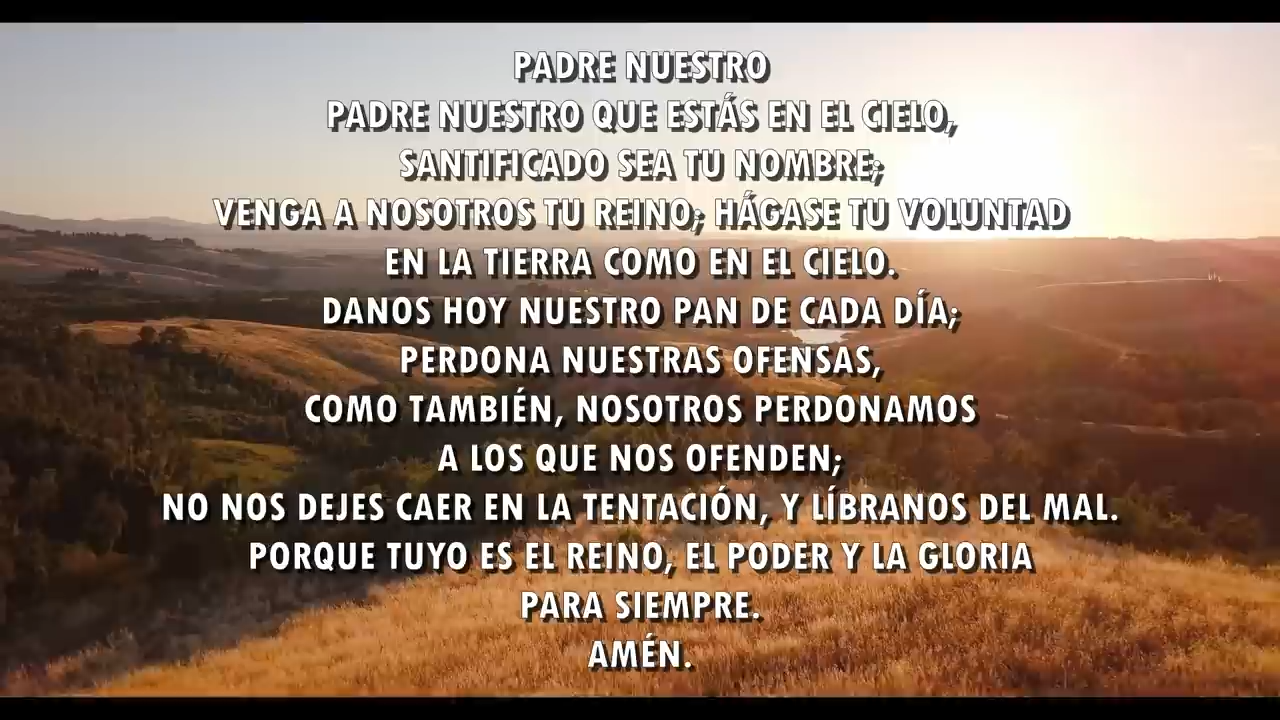 PADRE NUESTRO
PADRE NUESTRO QUE ESTÁS EN EL CIELO,
SANTIFICADO SEA TU NOMBRE;
VENGA A NOSOTROS TU REINO; HÁGASE TU VOLUNTAD
EN LA TIERRA COMO EN EL CIELO.
DANOS HOY NUESTRO PAN DE CADA DÍA;
PERDONA NUESTRAS OFENSAS,
COMO TAMBIÉN, NOSOTROS PERDONAMOS
A LOS QUE NOS OFENDEN;
NO NOS DEJES CAER EN LA TENTACIÓN, Y LÍBRANOS DEL MAL.
PORQUE TUYO ES EL REINO, EL PODER Y LA GLORIA
PARA SIEMPRE.
AMÉN.